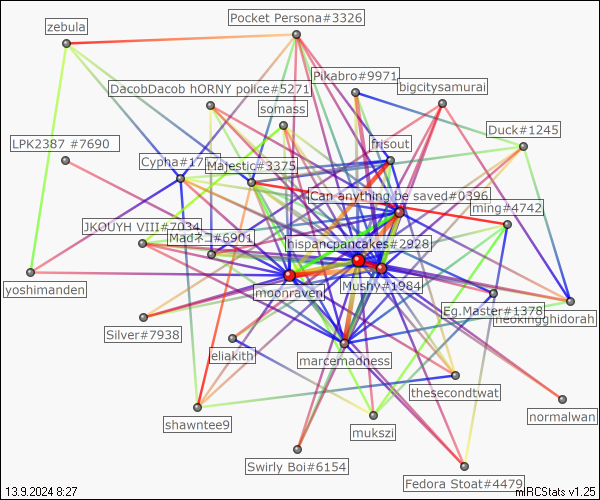 Pocket Persona#3326
zebula
Pikabro#9971
bigcitysamurai
DacobDacob hORNY police#5271
somass
Duck#1245
LPK2387 #7690
frisout
Cypha#17
Majestic#3375
Can anything be saved#0396
ming#4742
JKOUYH VIII#7034
Madネコ#6901
hispancpancakes#2928
yoshimanden
moonraven
Mushy#1984
Eg.Master#1378
neokingghidorah
Silver#7938
eliakith
marcemadness
thesecondtwat
normalwan
shawntee9
mukszi
Swirly Boi#6154
Fedora Stoat#4479
13.9.2024 8:27
mIRCStats v1.25